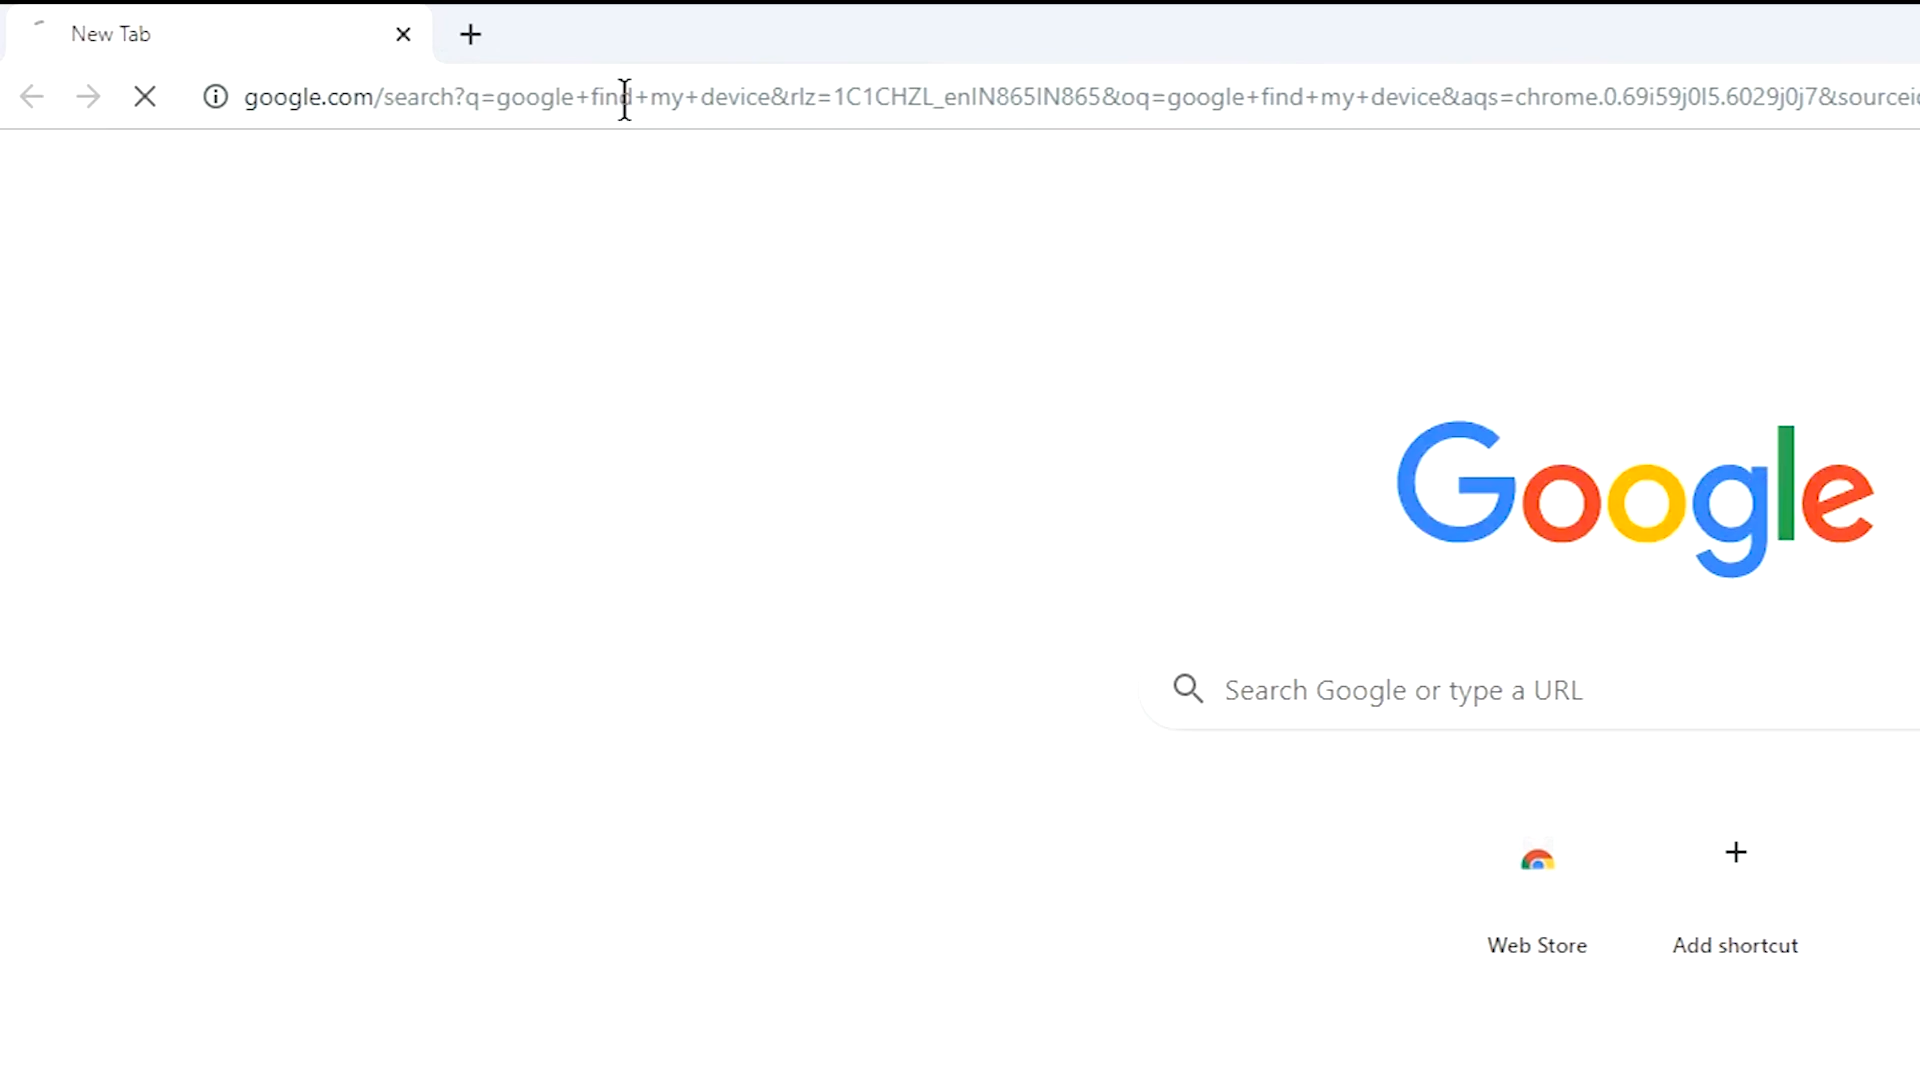 New Tab
google.com/search?q=google+find+my+device&rlz=1C1CHZL_enIN865IN865&oq=google+find+my+device&aqs=chrome.0.69i59j0l5.6029j0j7&sourceid
Google
Search Google or type a URL
Web Store
Add shortcut